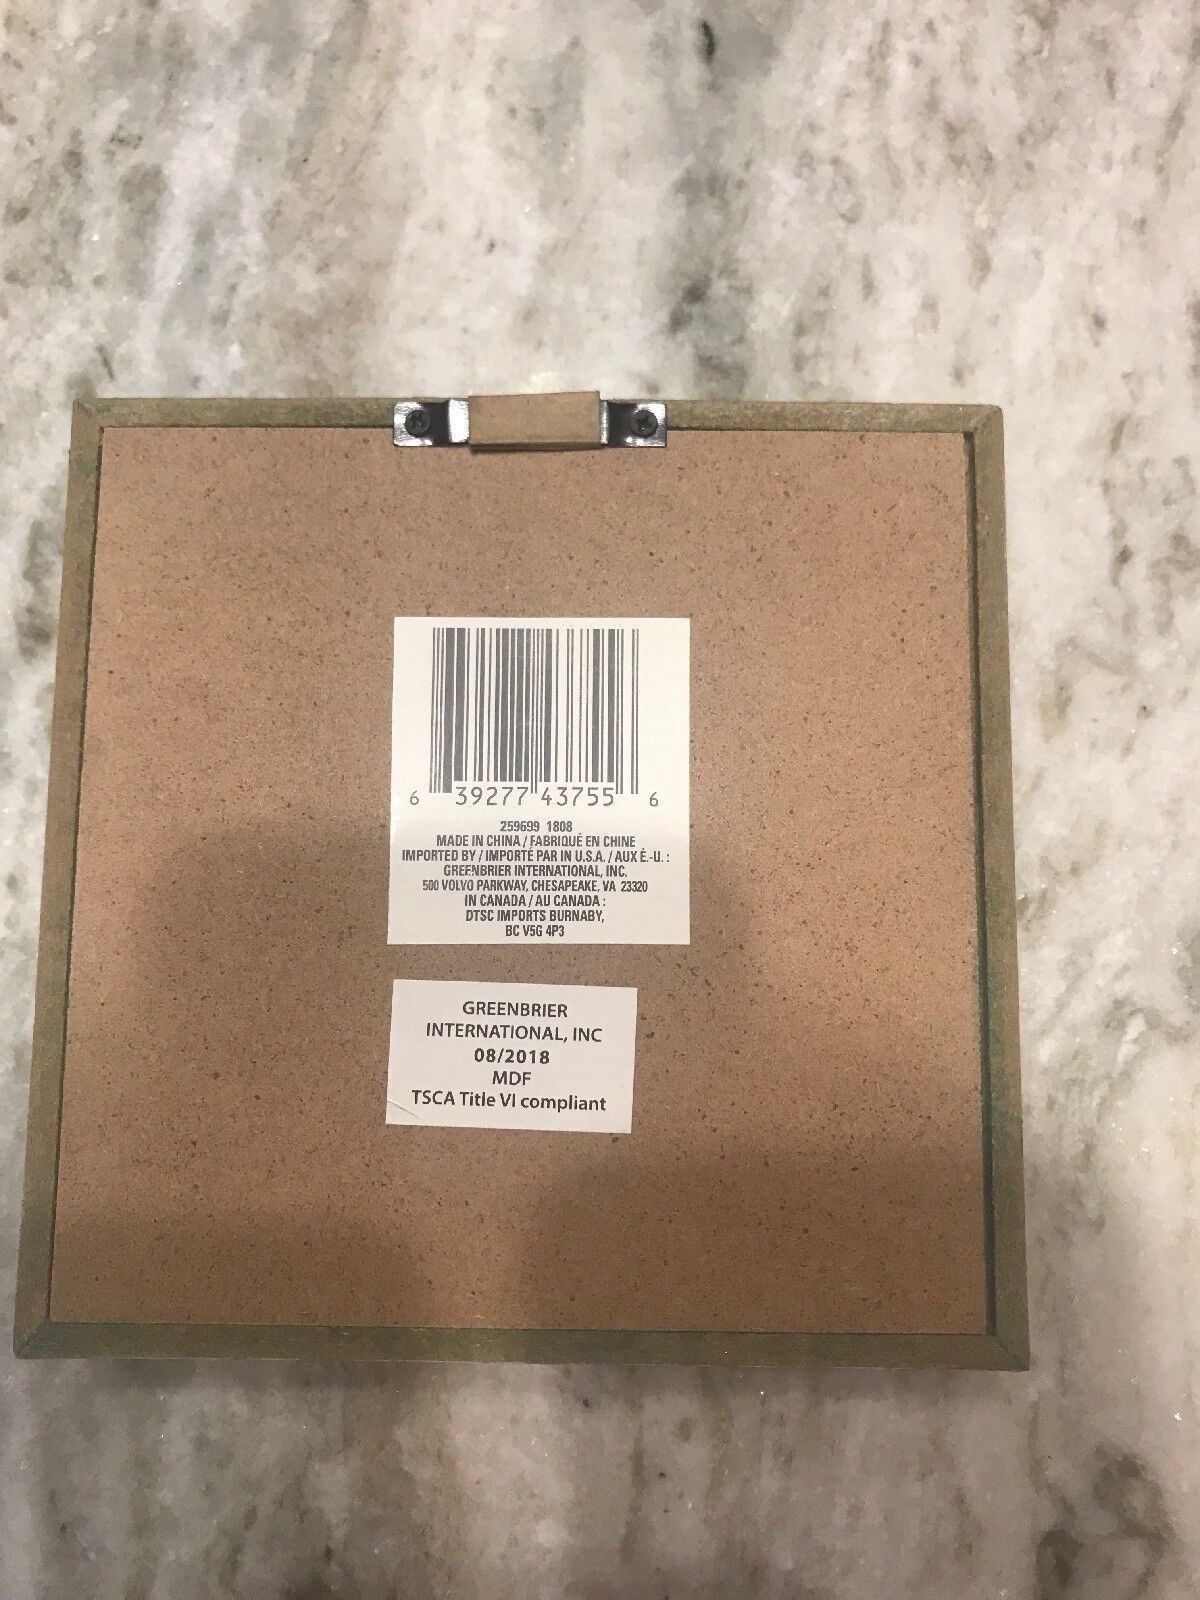 6 39277 43755 6
259699 1808
MADE IN CHINA / FABRIQUÉ EN CHINE
IMPORTED BY / IMPORTÉ PAR IN U.S.A. / AUX É.-U. :
GREENBRIER INTERNATIONAL, INC.
500 VOLVO PARKWAY, CHESAPEAKE, VA 23320
IN CANADA / AU CANADA :
DTSC IMPORTS BURNABY,
BC V5G 4P3
GREENBRIER
INTERNATIONAL, INC
08/2018
MDF
TSCA Title VI compliant